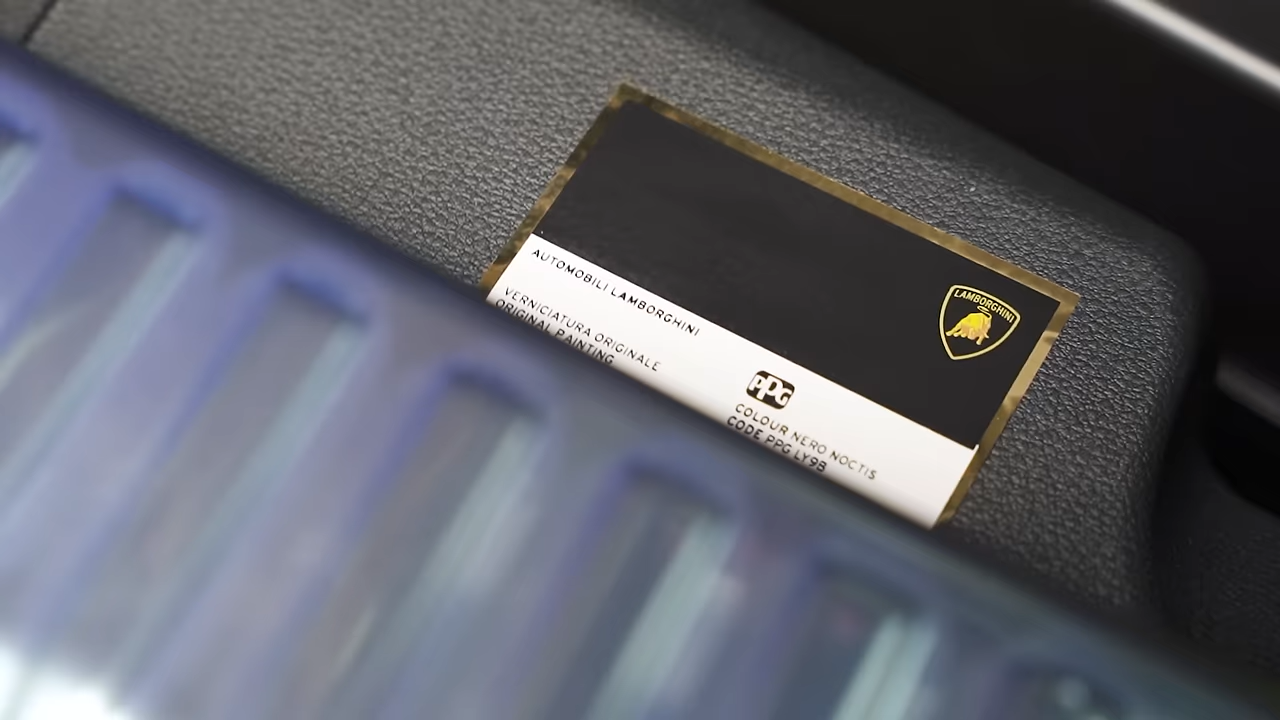 LAMBORGHINI
AUTOMOBILI LAMBORGHINI
VERNICIATURA ORIGINALE
ORIGINAL PAINTING
PPG
COLOUR NERO NOCTIS
CODE PPG LY9B